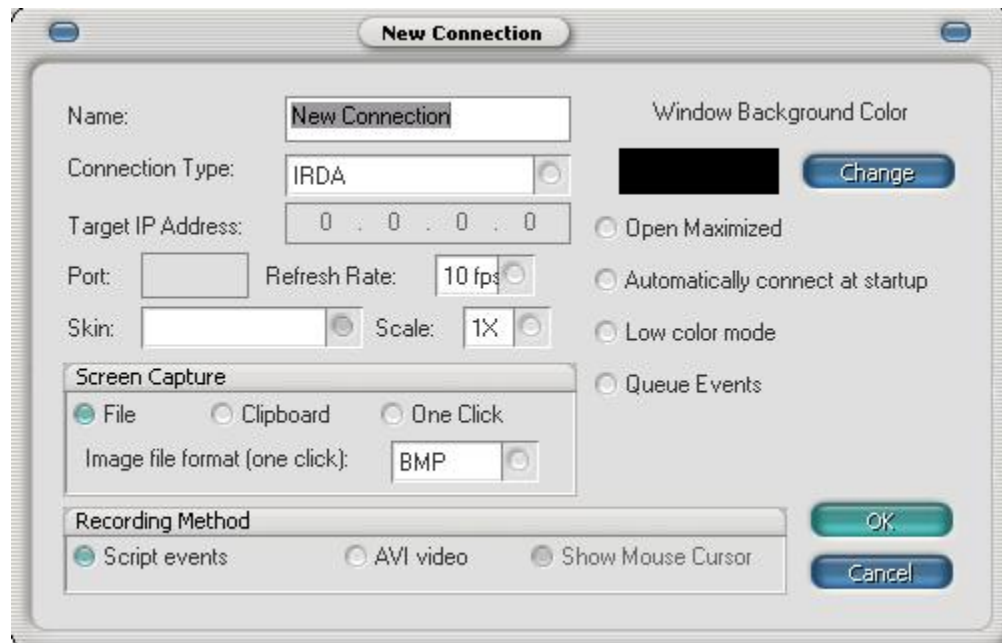 New Connection
Name: New Connection
Window Background Color
Connection Type: IRDA
Change
Target IP Address: 0 . 0 . 0 . 0
Open Maximized
Port: Refresh Rate: 10 fps
Automatically connect at startup
Skin: Scale: 1X
Low color mode
Screen Capture
Queue Events
File Clipboard One Click
Image file format (one click): BMP
Recording Method
OK
Script events AVI video Show Mouse Cursor
Cancel